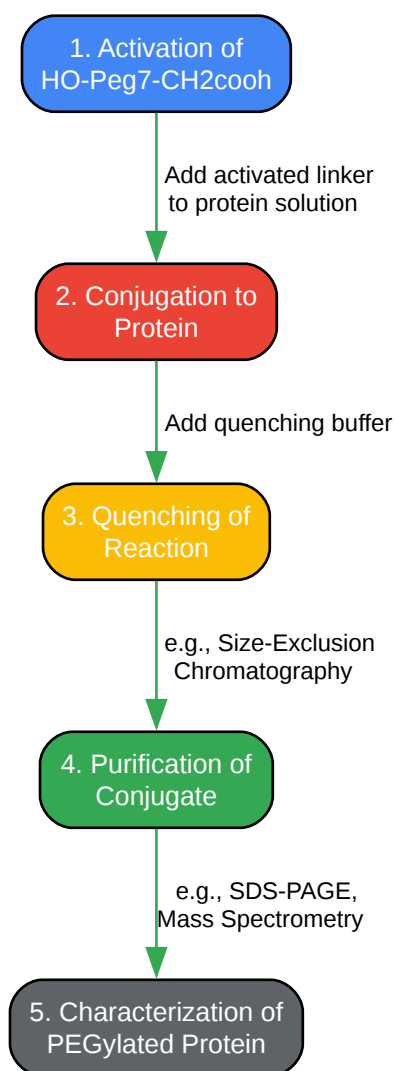 1. Activation of
HO-Peg7-CH2cooh
Add activated linker
to protein solution
2. Conjugation to
Protein
Add quenching buffer
3. Quenching of
Reaction
e.g., Size-Exclusion
Chromatography
4. Purification of
Conjugate
e.g., SDS-PAGE,
Mass Spectrometry
5. Characterization of
PEGylated Protein